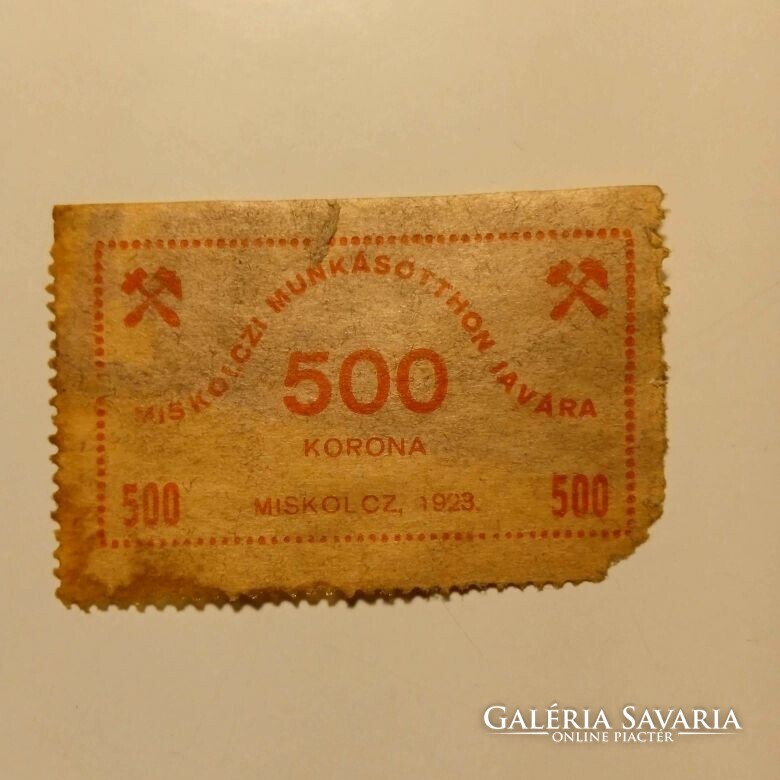 MISKOLCZI MUNKÁSOTTHON JAVÁRA
500
KORONA
500 MISKOLCZ, 1923. 500
GALÉRIA SAVARIA
ONLINE PIACTÉR